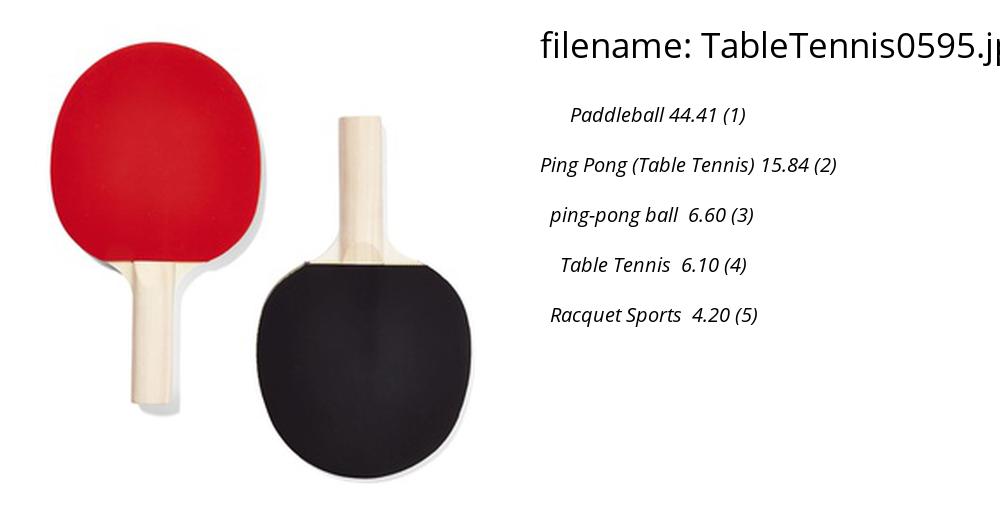 filename: TableTennis0595.j
Paddleball 44.41 (1)
Ping Pong (Table Tennis) 15.84 (2)
ping-pong ball 6.60 (3)
Table Tennis 6.10 (4)
Racquet Sports 4.20 (5)